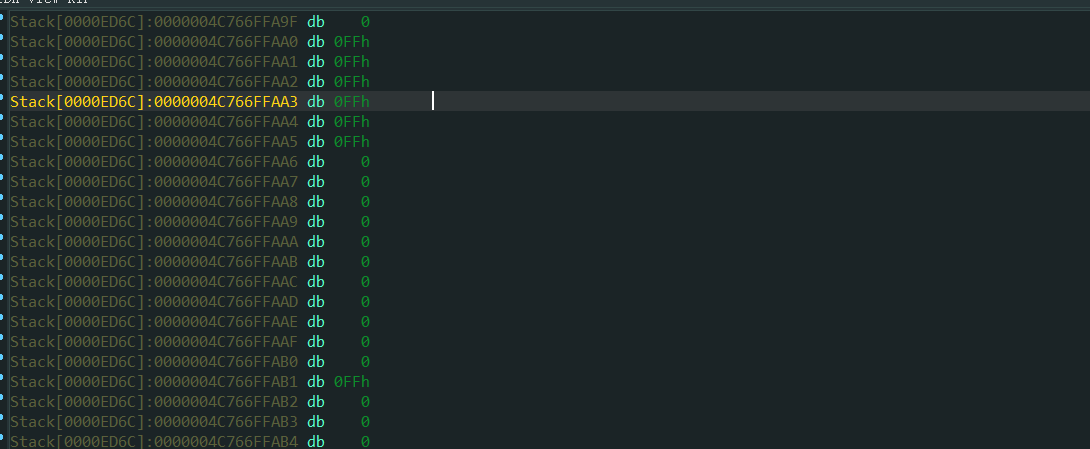 Stack[0000ED6C]:0000004C766FFA9F db 0
Stack[0000ED6C]:0000004C766FFAA0 db 0FFh
Stack[0000ED6C]:0000004C766FFAA1 db 0FFh
Stack[0000ED6C]:0000004C766FFAA2 db 0FFh
Stack[0000ED6C]:0000004C766FFAA3 db 0FFh
Stack[0000ED6C]:0000004C766FFAA4 db 0FFh
Stack[0000ED6C]:0000004C766FFAA5 db 0FFh
Stack[0000ED6C]:0000004C766FFAA6 db 0
Stack[0000ED6C]:0000004C766FFAA7 db 0
Stack[0000ED6C]:0000004C766FFAA8 db 0
Stack[0000ED6C]:0000004C766FFAA9 db 0
Stack[0000ED6C]:0000004C766FFAAA db 0
Stack[0000ED6C]:0000004C766FFAAB db 0
Stack[0000ED6C]:0000004C766FFAAC db 0
Stack[0000ED6C]:0000004C766FFAAD db 0
Stack[0000ED6C]:0000004C766FFAAE db 0
Stack[0000ED6C]:0000004C766FFAAF db 0
Stack[0000ED6C]:0000004C766FFAB0 db 0
Stack[0000ED6C]:0000004C766FFAB1 db 0FFh
Stack[0000ED6C]:0000004C766FFAB2 db 0
Stack[0000ED6C]:0000004C766FFAB3 db 0
Stack[0000ED6C]:0000004C766FFAB4 db 0